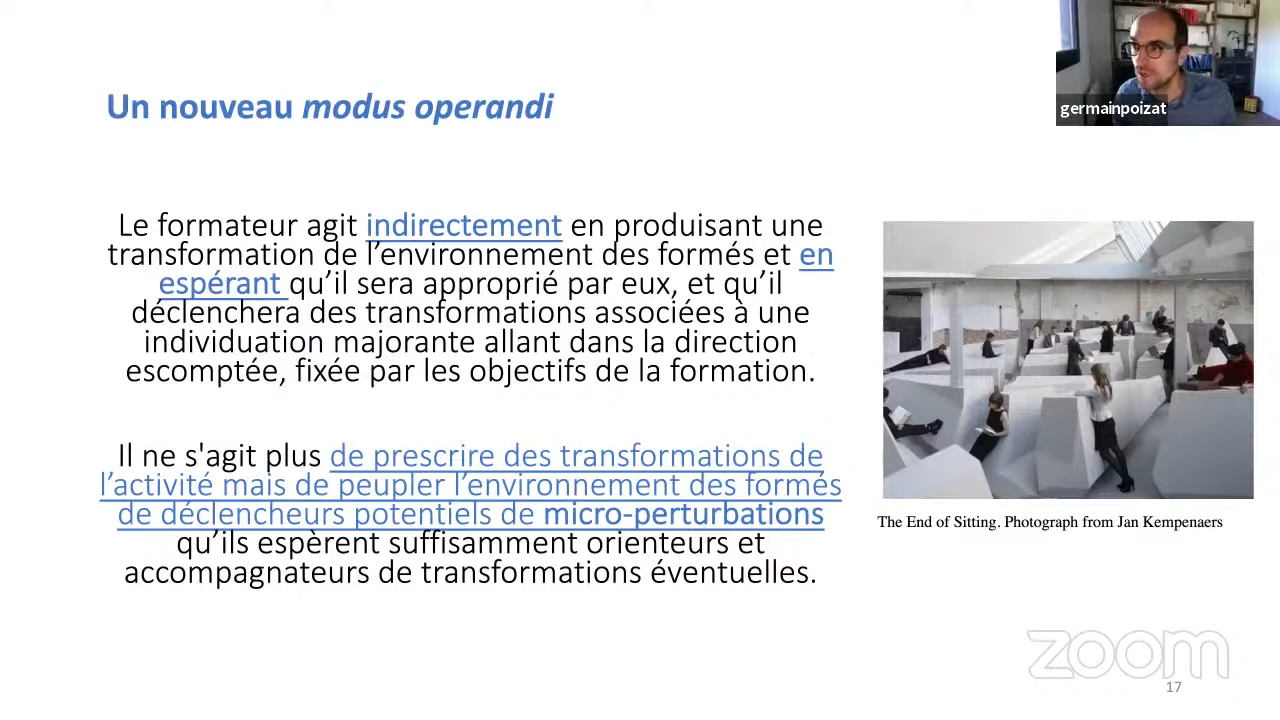 germainpoizat
Un nouveau modus operandi
Le formateur agit indirectement en produisant une
transformation de l’environnement des formés et en
espérant qu’il sera approprié par eux, et qu’il
déclenchera des transformations associées à une
individuation majorante allant dans la direction
escomptée, fixée par les objectifs de la formation.
Il ne s'agit plus de prescrire des transformations de
l’activité mais de peupler l’environnement des formés
de déclencheurs potentiels de micro-perturbations
qu’ils espèrent suffisamment orienteurs et
accompagnateurs de transformations éventuelles.
The End of Sitting. Photograph from Jan Kempenaers
zoom
17